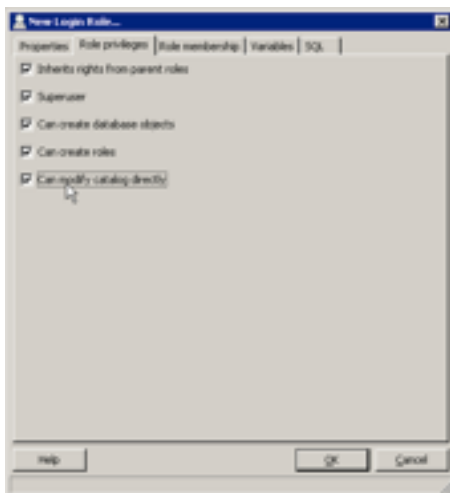 New Login Role...
Properties Role privileges Role membership Variables SQL
Inherits rights from parent roles
Superuser
Can create database objects
Can create roles
Can modify catalog directly
Help OK Cancel